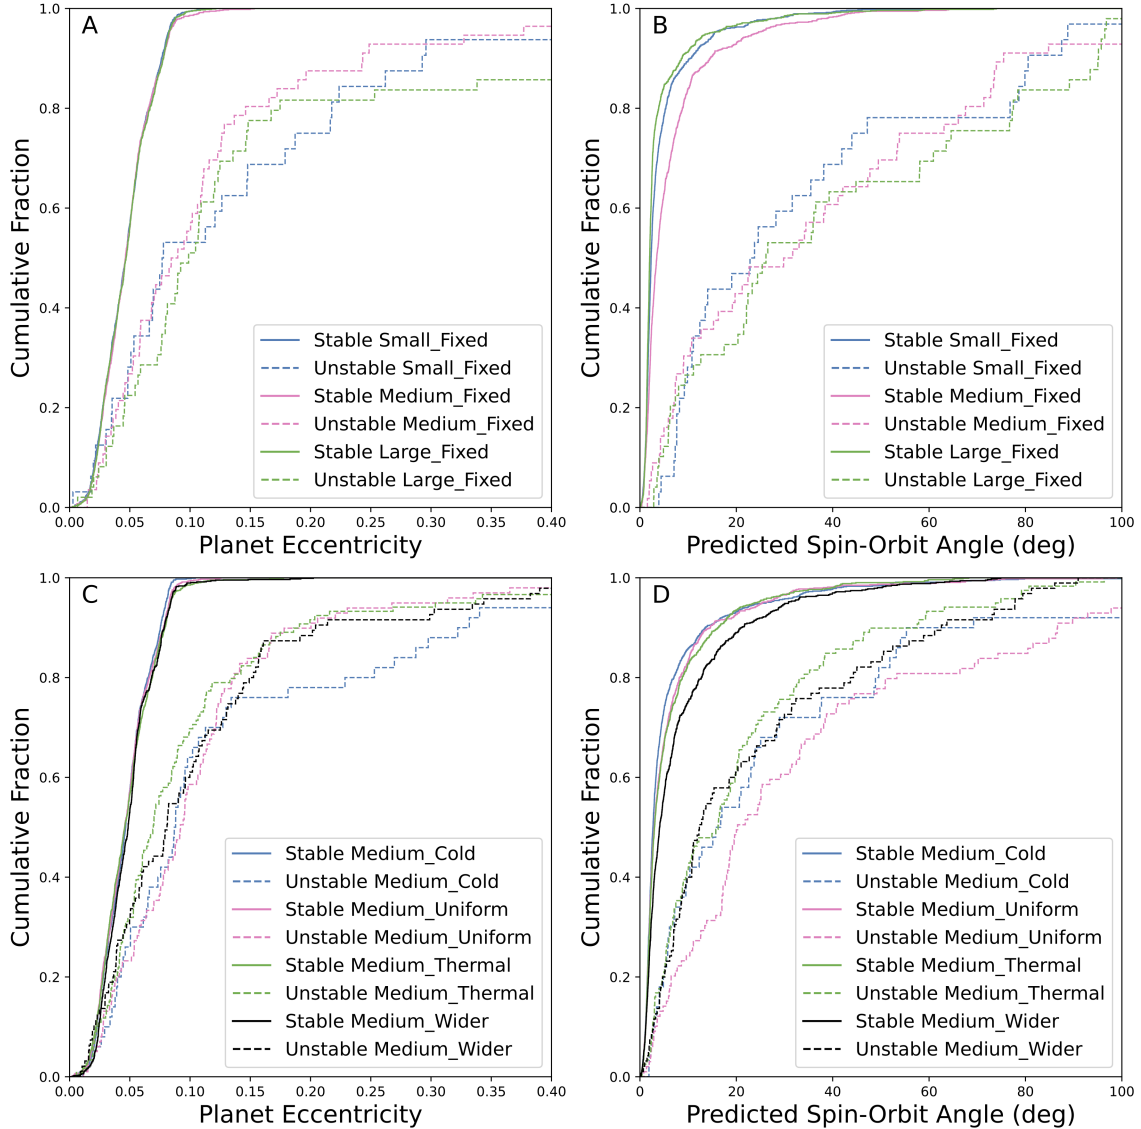 A
Cumulative Fraction
1.0
0.8
0.6
0.4
0.2
0.0
Stable Small_Fixed
Unstable Small_Fixed
Stable Medium_Fixed
Unstable Medium_Fixed
Stable Large_Fixed
Unstable Large_Fixed
0.00 0.05 0.10 0.15 0.20 0.25 0.30 0.35 0.40
Planet Eccentricity
B
Cumulative Fraction
1.0
0.8
0.6
0.4
0.2
0.0
Stable Small_Fixed
Unstable Small_Fixed
Stable Medium_Fixed
Unstable Medium_Fixed
Stable Large_Fixed
Unstable Large_Fixed
0 20 40 60 80 100
Predicted Spin-Orbit Angle (deg)
C
Cumulative Fraction
1.0
0.8
0.6
0.4
0.2
0.0
Stable Medium_Cold
Unstable Medium_Cold
Stable Medium_Uniform
Unstable Medium_Uniform
Stable Medium_Thermal
Unstable Medium_Thermal
Stable Medium_Wider
Unstable Medium_Wider
0.00 0.05 0.10 0.15 0.20 0.25 0.30 0.35 0.40
Planet Eccentricity
D
Cumulative Fraction
1.0
0.8
0.6
0.4
0.2
0.0
Stable Medium_Cold
Unstable Medium_Cold
Stable Medium_Uniform
Unstable Medium_Uniform
Stable Medium_Thermal
Unstable Medium_Thermal
Stable Medium_Wider
Unstable Medium_Wider
0 20 40 60 80 100
Predicted Spin-Orbit Angle (deg)